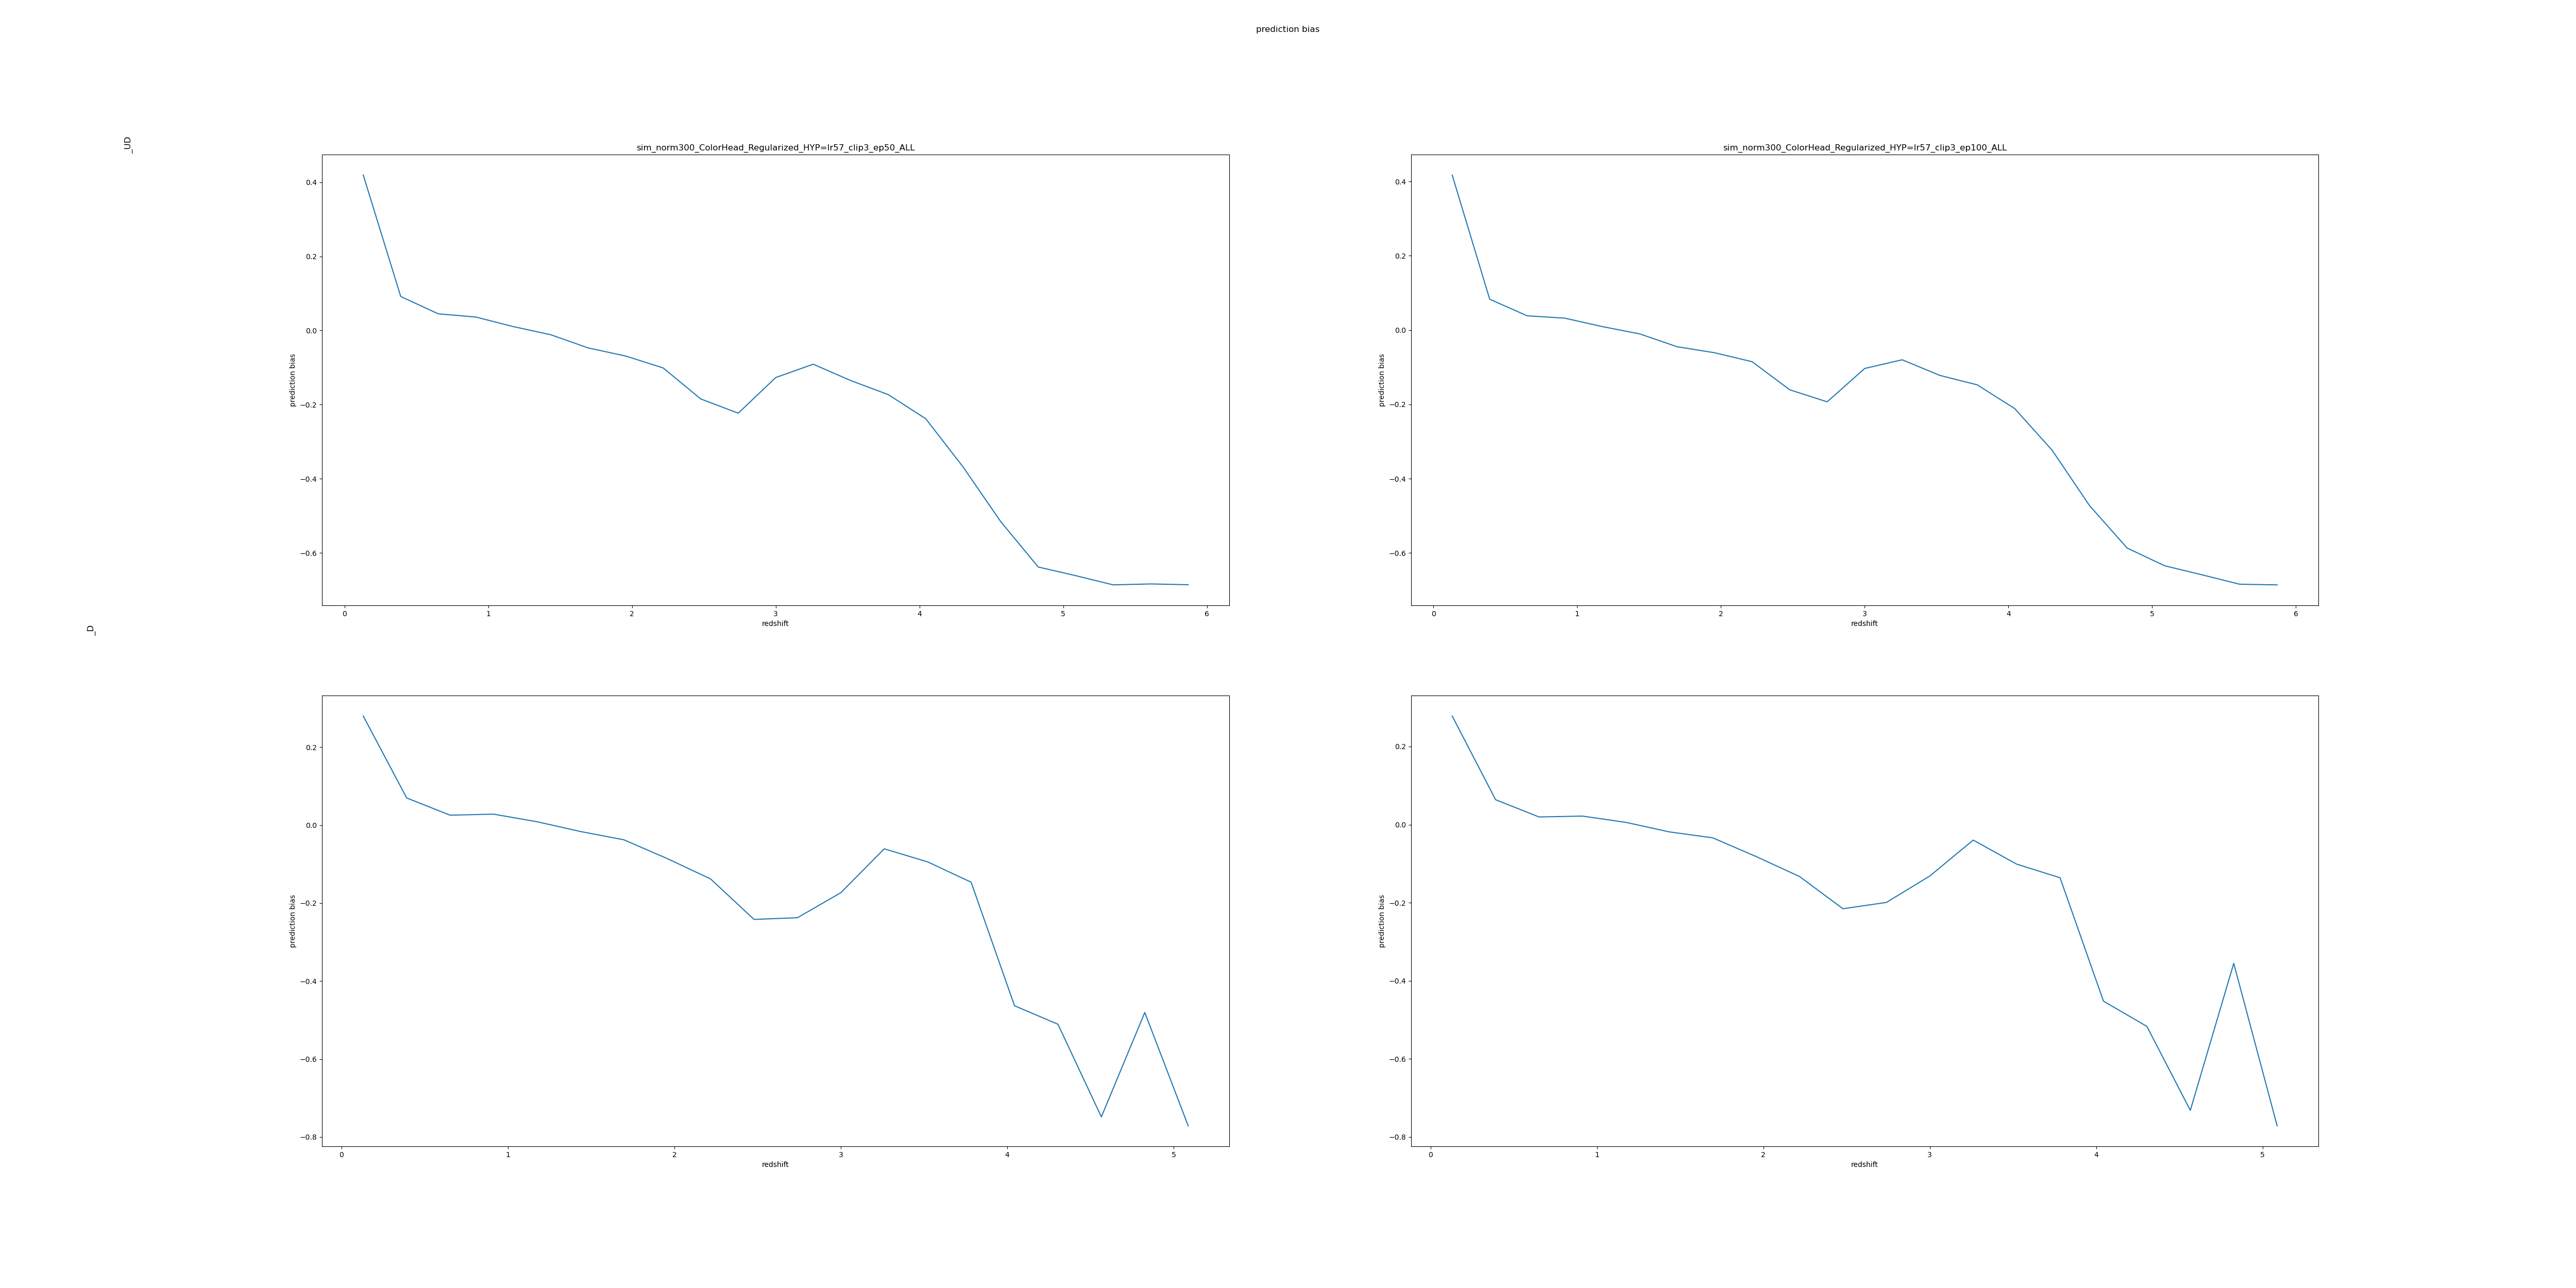 prediction bias
_UD
sim_norm300_ColorHead_Regularized_HYP=lr57_clip3_ep50_ALL
0.4
0.2
0.0
−0.2
−0.4
−0.6
prediction bias
0 1 2 3 4 5 6
redshift
sim_norm300_ColorHead_Regularized_HYP=lr57_clip3_ep100_ALL
0.4
0.2
0.0
−0.2
−0.4
−0.6
prediction bias
0 1 2 3 4 5 6
redshift
_D
0.2
0.0
−0.2
−0.4
−0.6
−0.8
prediction bias
0 1 2 3 4 5
redshift
0.2
0.0
−0.2
−0.4
−0.6
−0.8
prediction bias
0 1 2 3 4 5
redshift